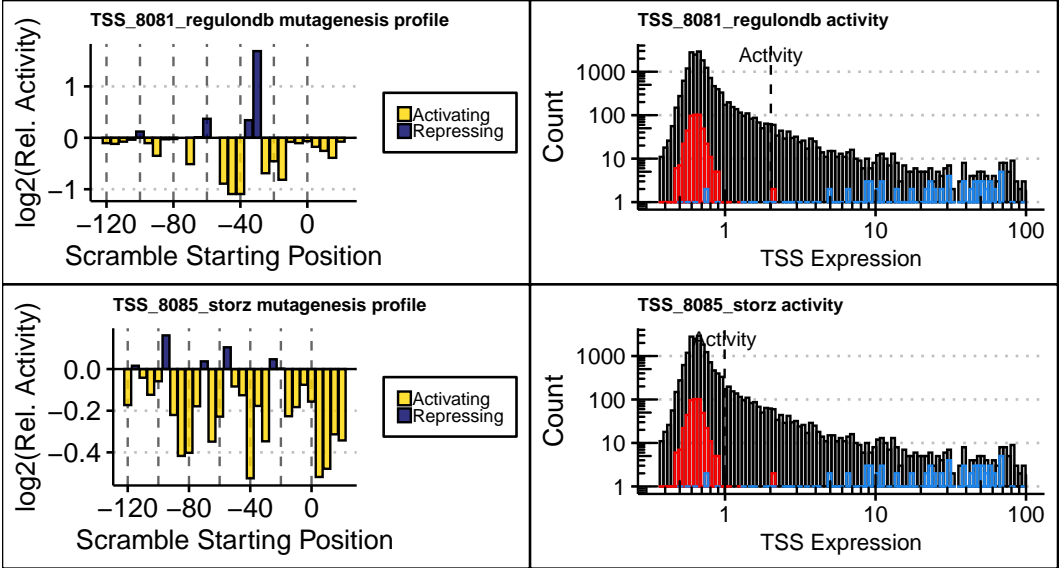 TSS_8081_regulondb mutagenesis profile
log2(Rel. Activity)
1
0
−1
−120
−80
−40
0
Scramble Starting Position
Activating
Repressing
TSS_8081_regulondb activity
Activity
Count
1000
100
10
1
1
10
100
TSS Expression
TSS_8085_storz mutagenesis profile
log2(Rel. Activity)
0.0
−0.2
−0.4
−120
−80
−40
0
Scramble Starting Position
Activating
Repressing
TSS_8085_storz activity
Activity
Count
1000
100
10
1
1
10
100
TSS Expression